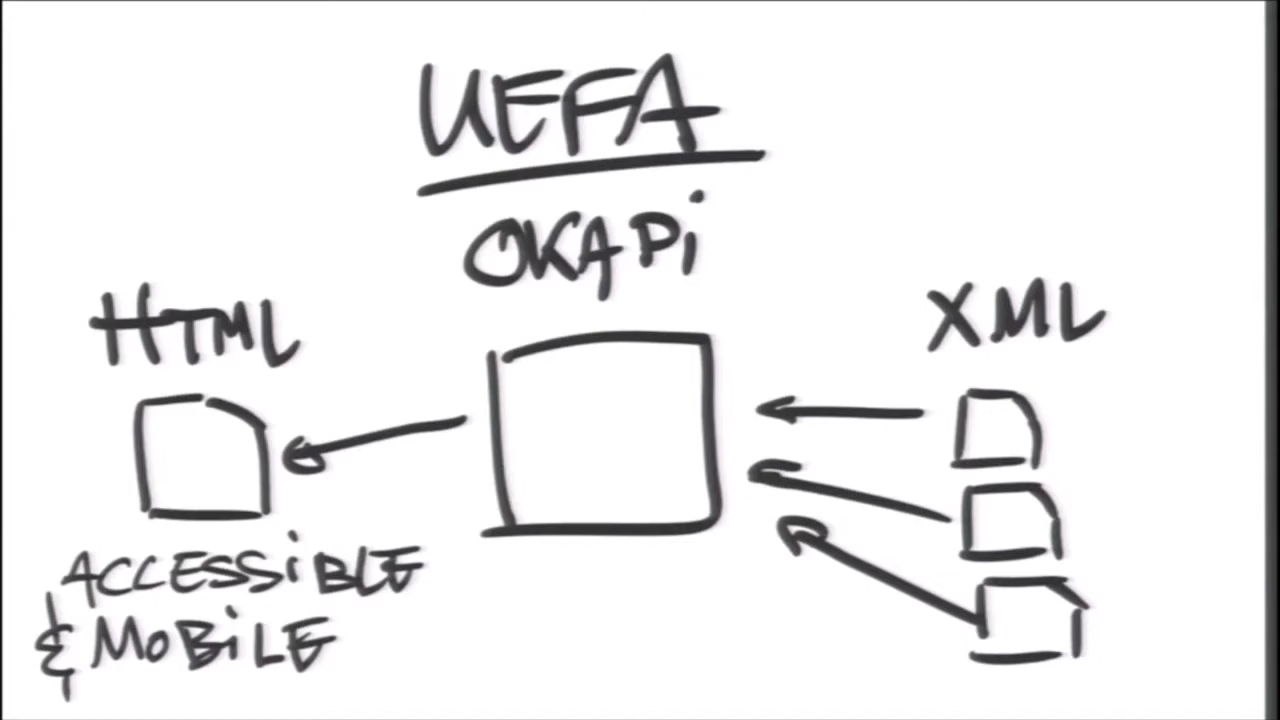 UEFA
OKAPi
HTML
XML
ACCESSiBLE
& MOBiLE